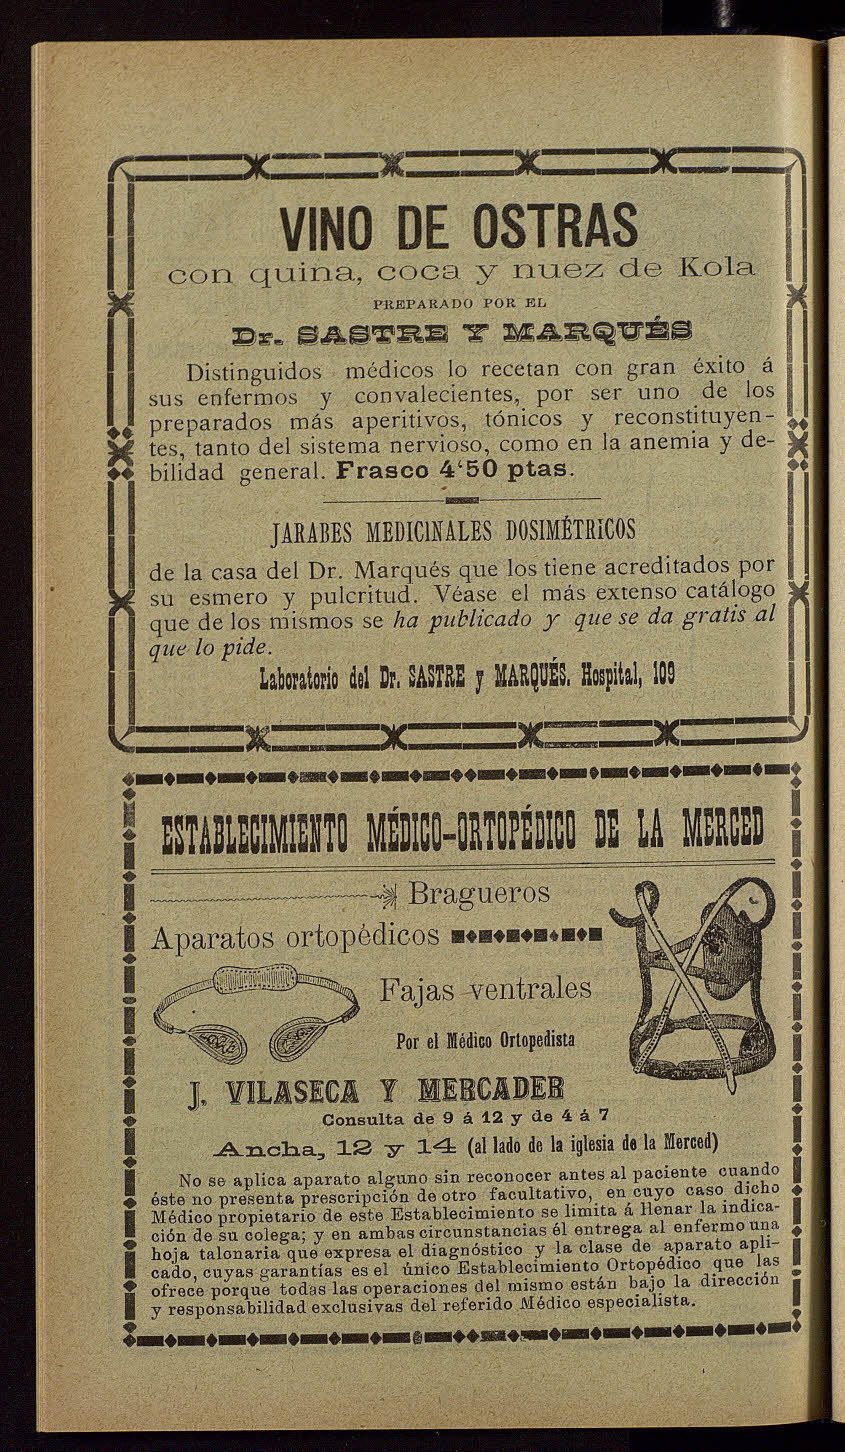 VINO DE OSTRAS
con quina, coca y nuez de Kola
PREPARADO POR EL
Dr. SASTRE Y MARQUÉS
Distinguidos médicos lo recetan con gran éxito á
sus enfermos y convalecientes, por ser uno de los
preparados más aperitivos, tónicos y reconstituyen-
tes, tanto del sistema nervioso, como en la anemia y de-
bilidad general. Frasco 4‘50 ptas.
JARABES MEDICINALES DOSIMÉTRICOS
de la casa del Dr. Marqués que los tiene acreditados por
su esmero y pulcritud. Véase el más extenso catálogo
que de los mismos se ha publicado y que se da gratis al
que lo pide.
Laboratorio del Dr. SASTRE y MARQUÉS. Hospital, 109
ESTABLECIMIENTO MÉDICO-ORTOPÉDICO DE LA MERCED
Bragueros
Aparatos ortopédicos
Fajas ventrales
Por el Médico Ortopedista
J. VILASECA Y MERCADER
Consulta de 9 á 12 y de 4 á 7
Ancha, 12 y 14 (al lado de la iglesia de la Merced)
No se aplica aparato alguno sin reconocer antes al paciente cuando
éste no presenta prescripción de otro facultativo, en cuyo caso dicho
Médico propietario de este Establecimiento se limita á llenar la indica-
ción de su colega; y en ambas circunstancias él entrega al enfermo una
hoja talonaria que expresa el diagnóstico y la clase de aparato apli-
cado, cuyas garantías es el único Establecimiento Ortopédico que las
ofrece porque todas las operaciones del mismo están bajo la dirección
y responsabilidad exclusivas del referido Médico especialista.